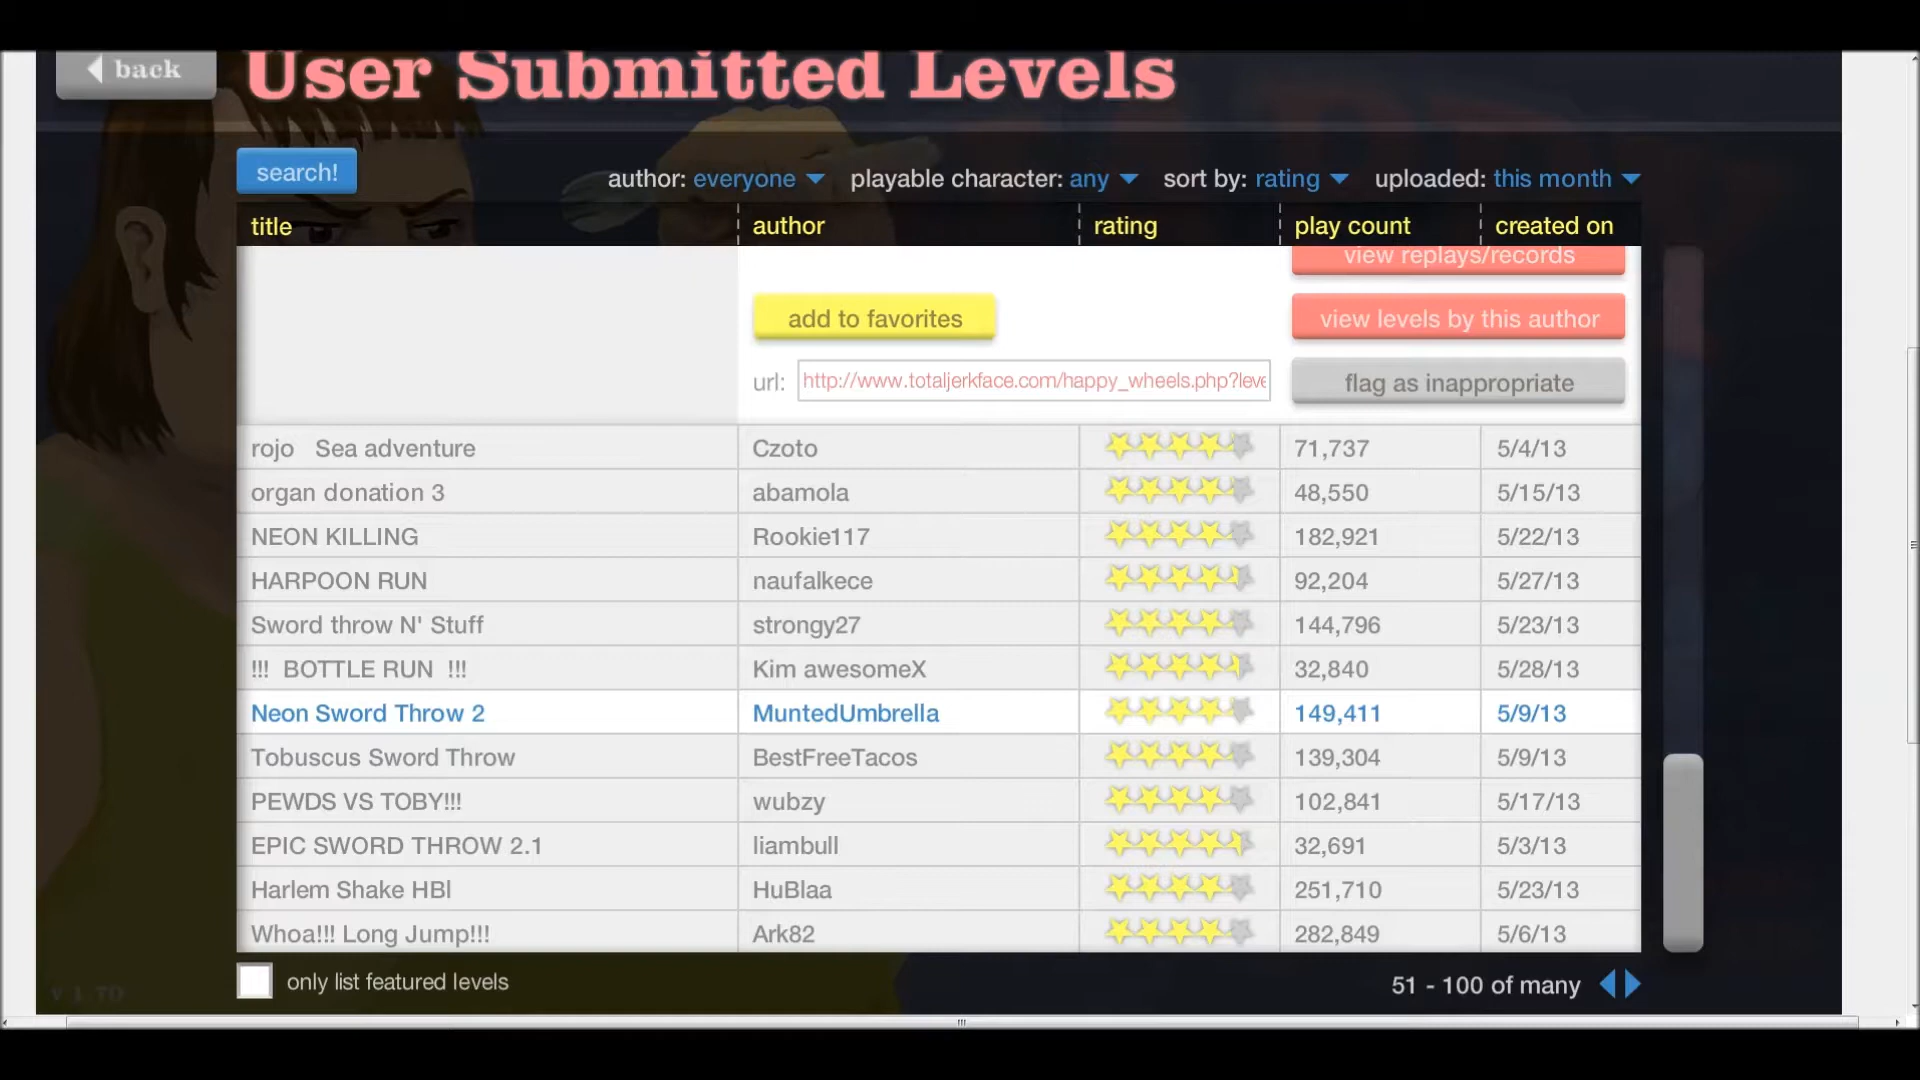 back
User Submitted Levels
search!
author: everyone playable character: any sort by: rating uploaded: this month
title author rating play count created on
view replays/records
add to favorites view levels by this author
url: http://www.totaljerkface.com/happy_wheels.php?leve flag as inappropriate
rojo Sea adventure Czoto 71,737 5/4/13
organ donation 3 abamola 48,550 5/15/13
NEON KILLING Rookie117 182,921 5/22/13
HARPOON RUN naufalkece 92,204 5/27/13
Sword throw N' Stuff strongy27 144,796 5/23/13
!!! BOTTLE RUN !!! Kim awesomeX 32,840 5/28/13
Neon Sword Throw 2 MuntedUmbrella 149,411 5/9/13
Tobuscus Sword Throw BestFreeTacos 139,304 5/9/13
PEWDS VS TOBY!!! wubzy 102,841 5/17/13
EPIC SWORD THROW 2.1 liambull 32,691 5/3/13
Harlem Shake HBl HuBlaa 251,710 5/23/13
Whoa!!! Long Jump!!! Ark82 282,849 5/6/13
only list featured levels 51 - 100 of many
v 1.70